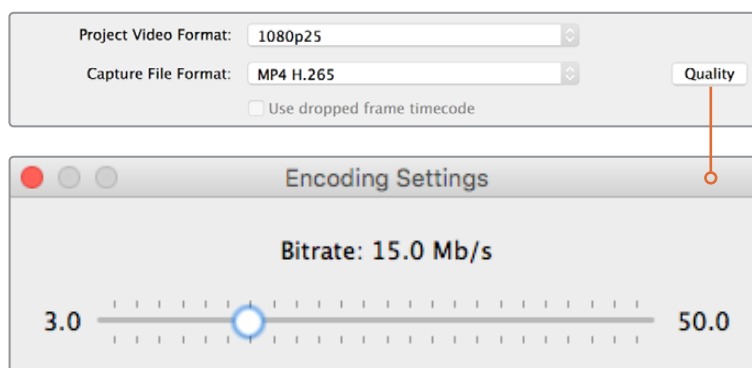 Project Video Format: 1080p25
Capture File Format: MP4 H.265 Quality
Use dropped frame timecode
Encoding Settings
Bitrate: 15.0 Mb/s
3.0 50.0